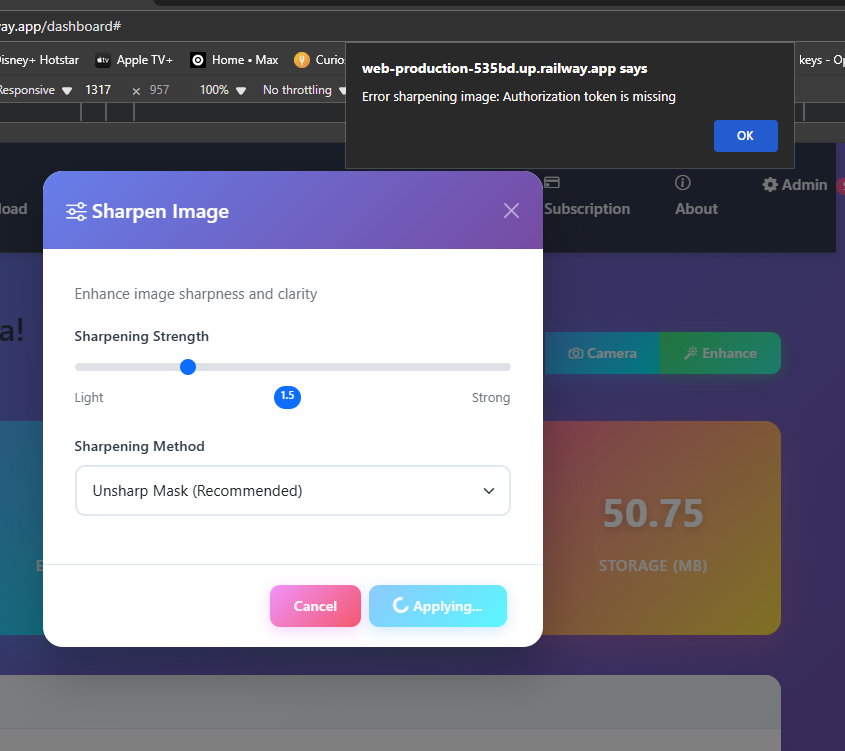 way.app/dashboard#
Disney+ Hotstar
Apple TV+
Home • Max
Curio
keys - Op
Responsive
1317
×
957
100%
No throttling
web-production-535bd.up.railway.app says
Error sharpening image: Authorization token is missing
OK
load
Subscription
About
Admin
Sharpen Image
Enhance image sharpness and clarity
Sharpening Strength
Light
1.5
Strong
Sharpening Method
Unsharp Mask (Recommended)
Cancel
Applying...
a!
Camera
Enhance
50.75
STORAGE (MB)
E